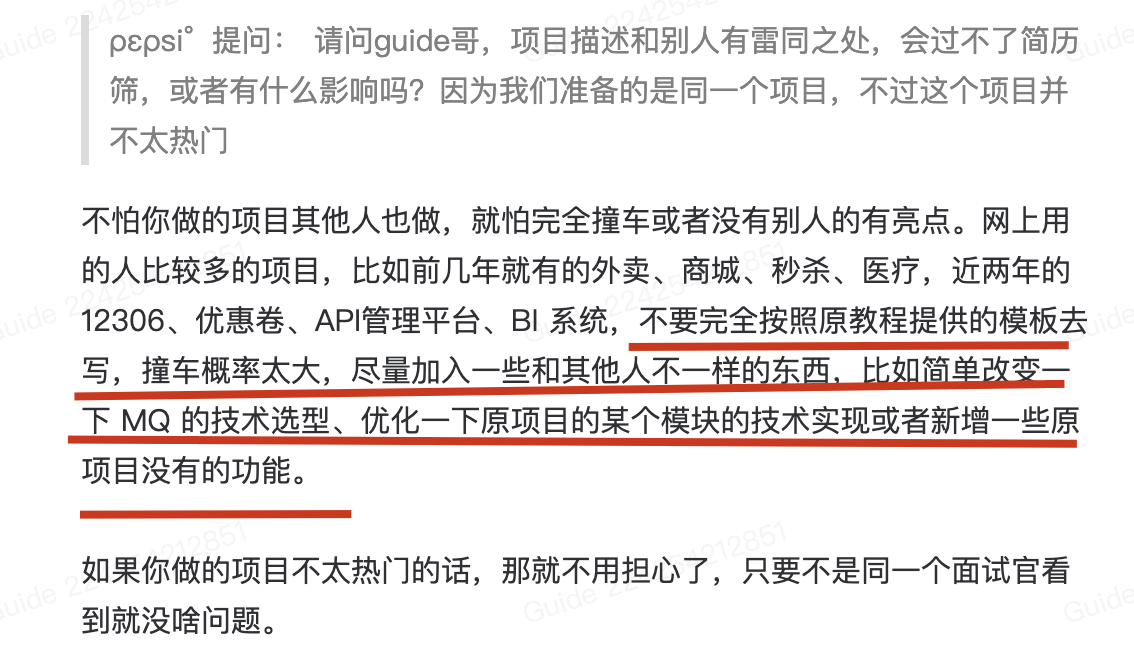 ρερsi° 提问： 请问guide哥，项目描述和别人有雷同之处，会过不了简历
筛，或者有什么影响吗？因为我们准备的是同一个项目，不过这个项目并
不太热门
不怕你做的项目其他人也做，就怕完全撞车或者没有别人的有亮点。网上用
的人比较多的项目，比如前几年就有的外卖、商城、秒杀、医疗，近两年的
12306、优惠卷、API管理平台、BI 系统，不要完全按照原教程提供的模板去
写，撞车概率太大，尽量加入一些和其他人不一样的东西，比如简单改变一
下 MQ 的技术选型、优化一下原项目的某个模块的技术实现或者新增一些原
项目没有的功能。
如果你做的项目不太热门的话，那就不用担心了，只要不是同一个面试官看
到就没啥问题。
Guide 224254212851